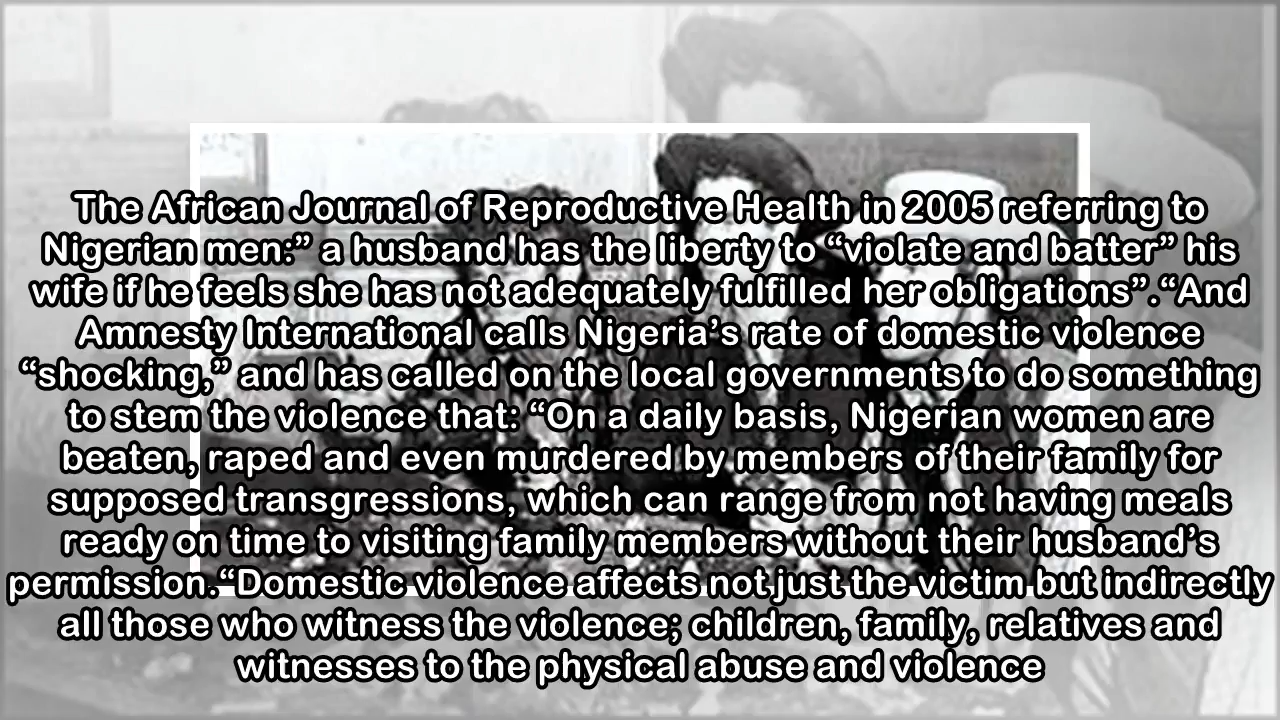 The African Journal of Reproductive Health in 2005 referring to
Nigerian men:” a husband has the liberty to “violate and batter” his
wife if he feels she has not adequately fulfilled her obligations”.“And
Amnesty International calls Nigeria’s rate of domestic violence
“shocking,” and has called on the local governments to do something
to stem the violence that: “On a daily basis, Nigerian women are
beaten, raped and even murdered by members of their family for
supposed transgressions, which can range from not having meals
ready on time to visiting family members without their husband’s
permission.“Domestic violence affects not just the victim but indirectly
all those who witness the violence; children, family, relatives and
witnesses to the physical abuse and violence